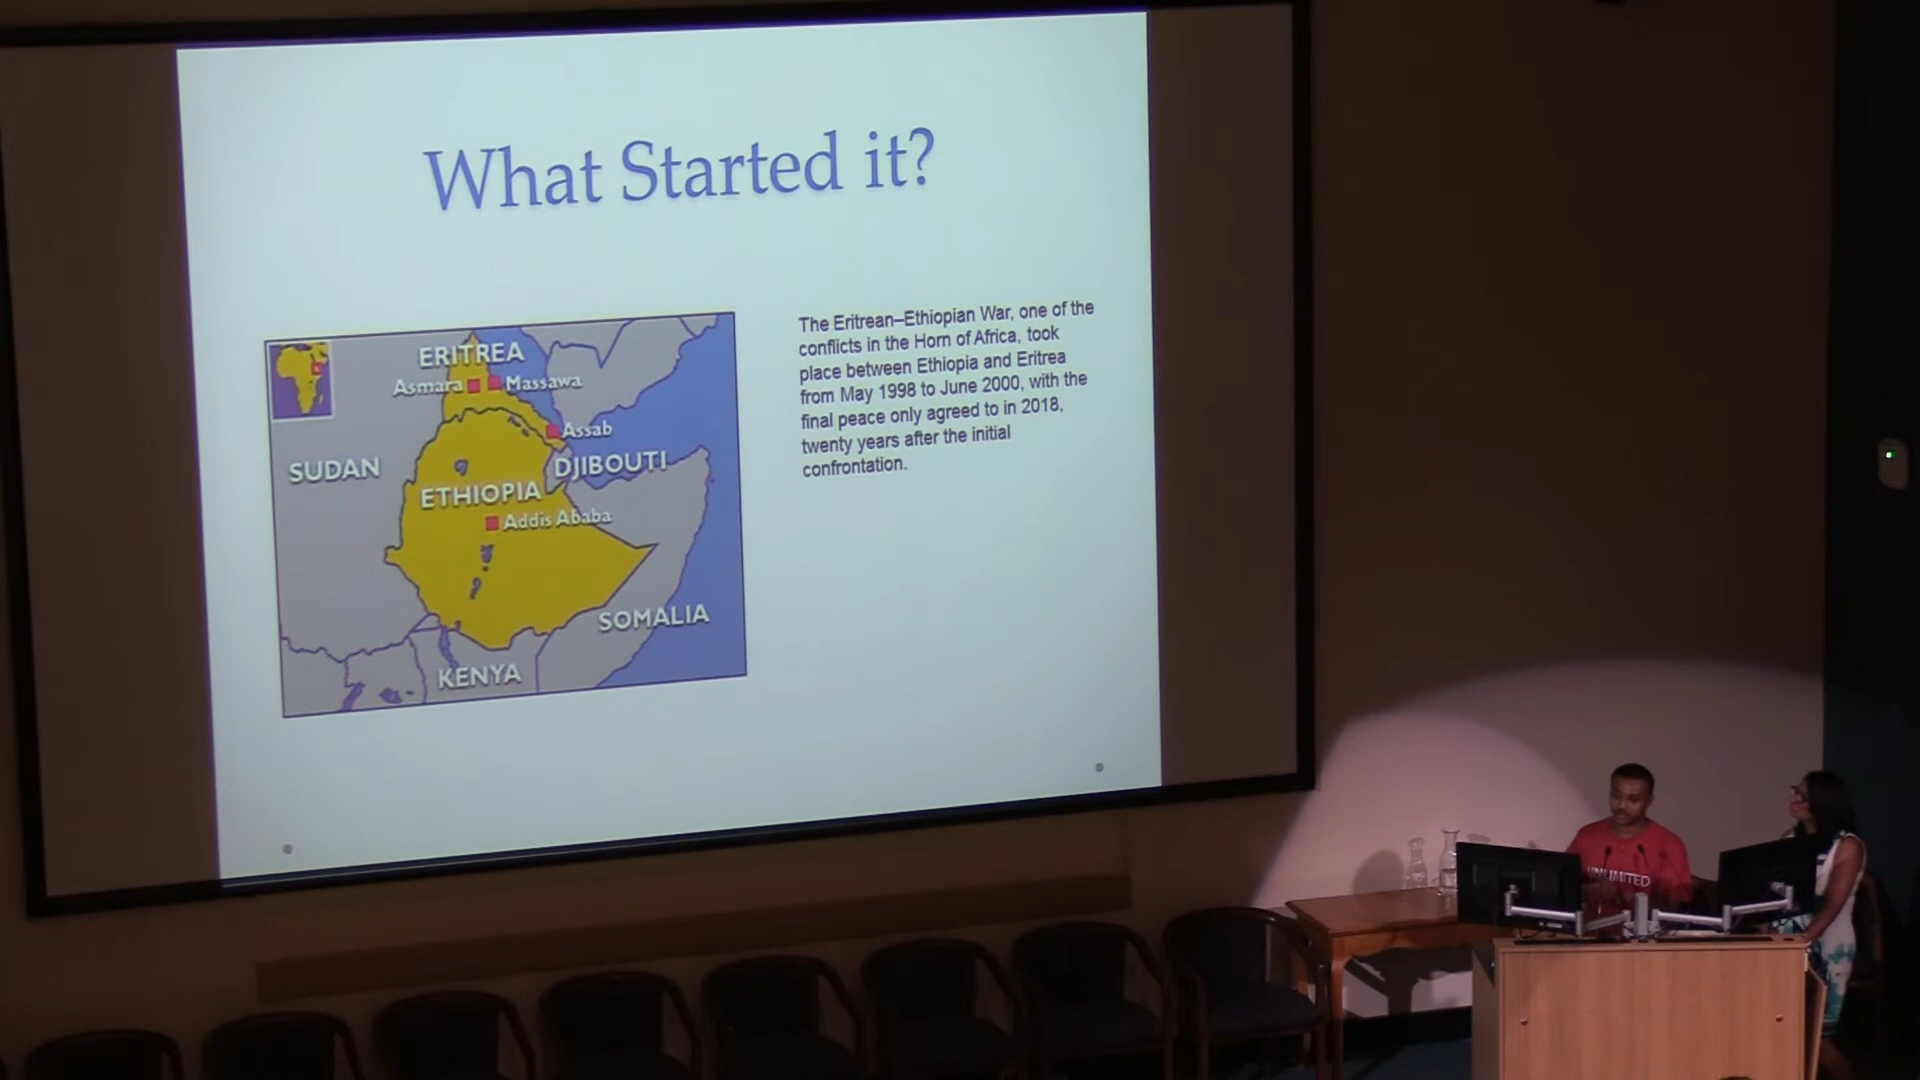 What Started it?
ERITREA
Asmara
Massawa
Assab
SUDAN
DJIBOUTI
ETHIOPIA
Addis Ababa
SOMALIA
KENYA
The Eritrean–Ethiopian War, one of the
conflicts in the Horn of Africa, took
place between Ethiopia and Eritrea
from May 1998 to June 2000, with the
final peace only agreed to in 2018,
twenty years after the initial
confrontation.
UNLIMITED